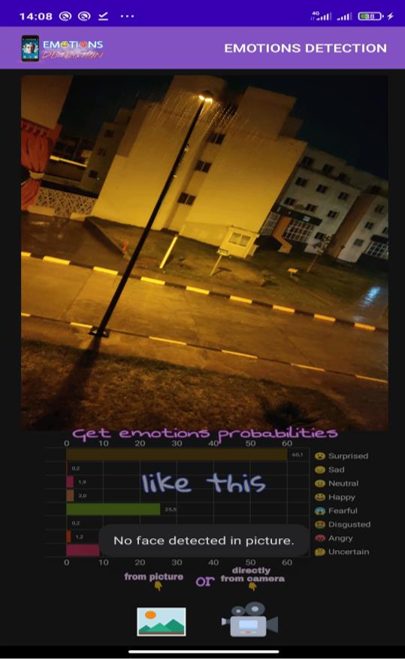 14:08
EMOTIONS
DETECTION
EMOTIONS DETECTION
Get emotions probabilities
0 10 20 30 40 50 60
60,1
Surprised
0,2
Sad
1,9
Neutral
like this
2,0
Happy
25,5
Fearful
0,2
Disgusted
1,2
Angry
Uncertain
No face detected in picture.
0 10 20 30 40 50 60
from picture or directly
from camera